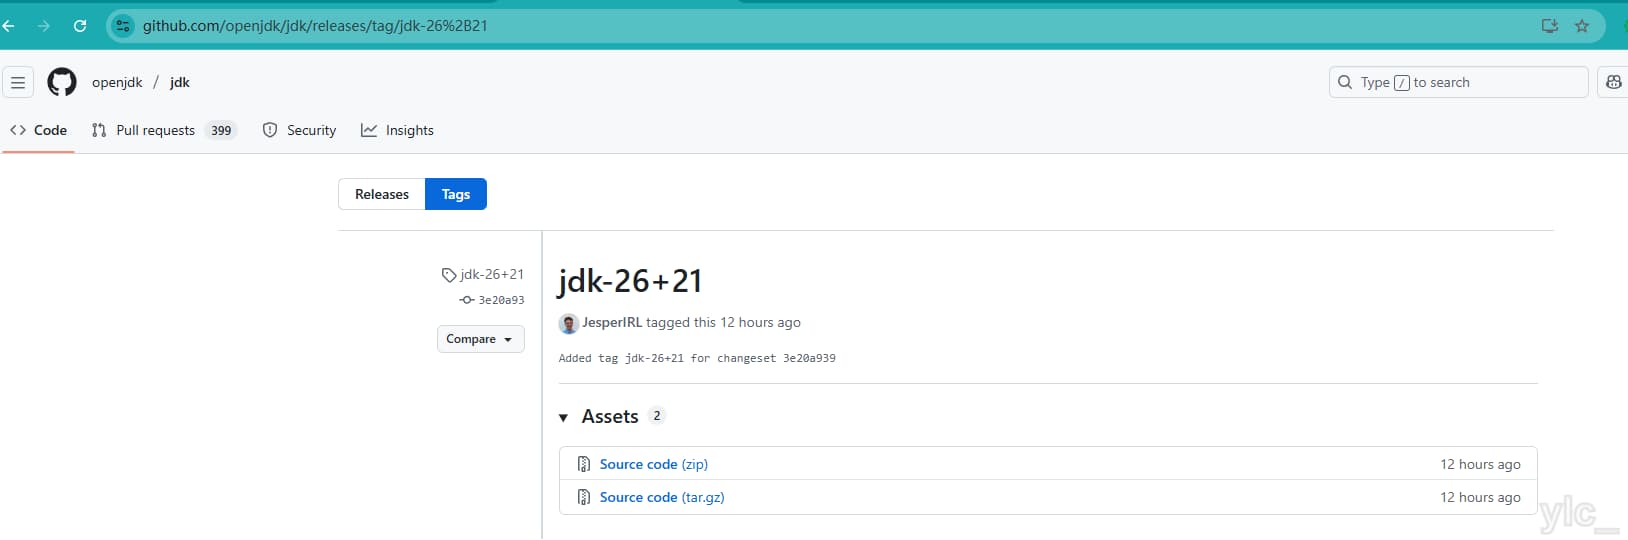 github.com/openjdk/jdk/releases/tag/jdk-26%2B21
openjdk / jdk
Type / to search
Code Pull requests 399 Security Insights
Releases Tags
jdk-26+21
3e20a93
Compare
jdk-26+21
JesperIRL tagged this 12 hours ago
Added tag jdk-26+21 for changeset 3e20a939
Assets 2
Source code (zip) 12 hours ago
Source code (tar.gz) 12 hours ago
ylc_